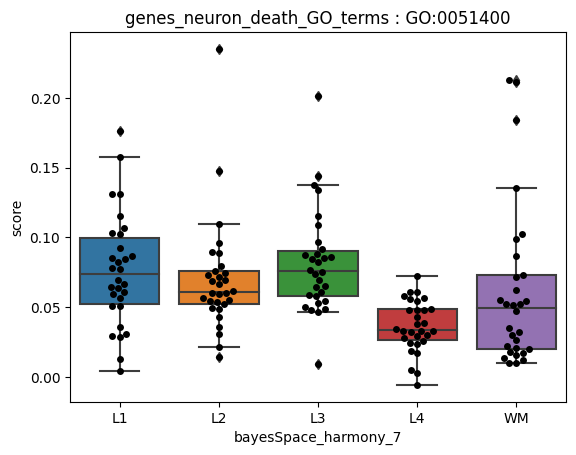 genes_neuron_death_GO_terms : GO:0051400
0.20
0.15
0.10
0.05
0.00
score
L1 L2 L3 L4 WM
bayesSpace_harmony_7